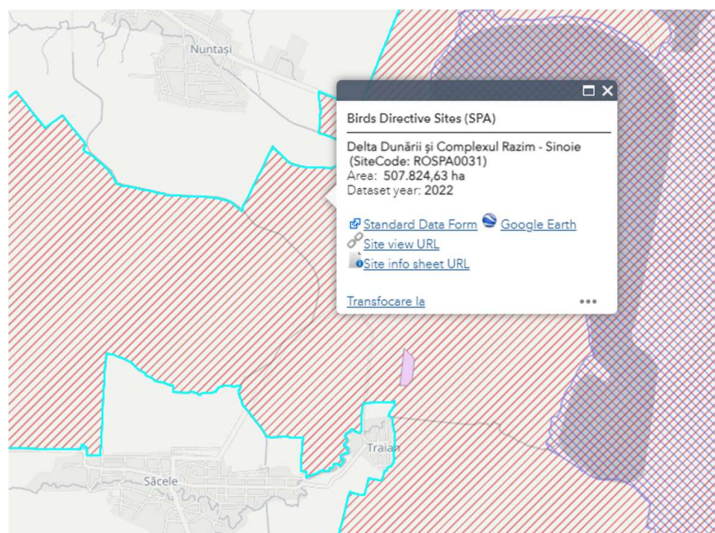 Nuntași
Birds Directive Sites (SPA)
Delta Dunării și Complexul Razim - Sinoie
(SiteCode: ROSPA0031)
Area: 507.824,63 ha
Dataset year: 2022
Standard Data Form Google Earth
Site view URL
Site info sheet URL
Transfocare la
Traian
Săcele